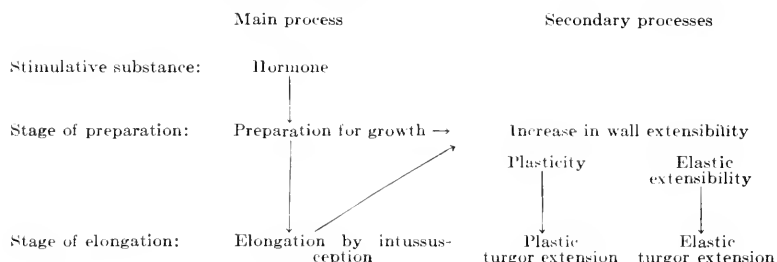 Main process Secondary processes
Stimulative substance: Hormone
Stage of preparation: Preparation for growth → Increase in wall extensibility
Plasticity Elastic
extensibility
Stage of elongation: Elongation by intussus- Plastic Elastic
ception turgor extension turgor extension